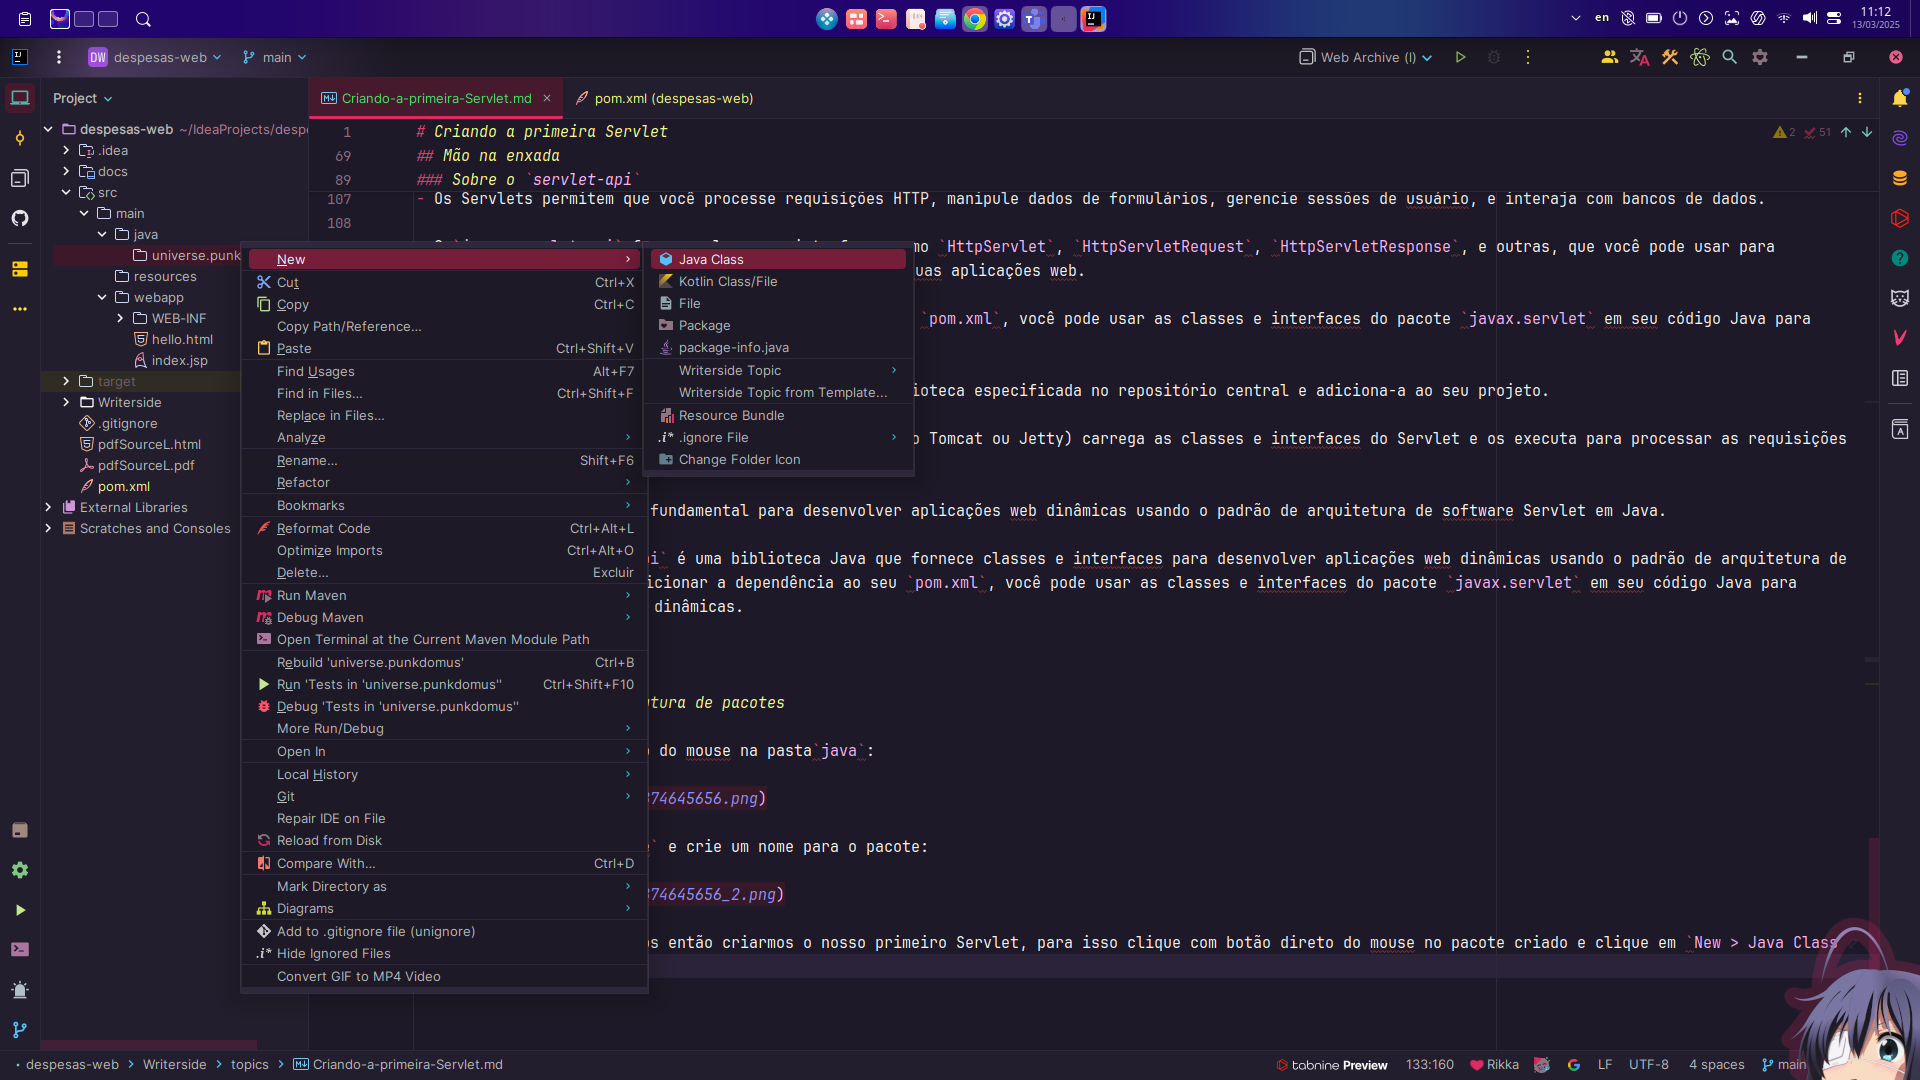 en
11:12
13/03/2025
DW despesas-web
main
Web Archive (I)
Project
Criando-a-primeira-Servlet.md
pom.xml (despesas-web)
despesas-web ~/IdeaProjects/despe
.idea
docs
src
main
java
universe.punk
resources
webapp
WEB-INF
hello.html
index.jsp
target
Writerside
.gitignore
pdfSourceL.html
pdfSourceL.pdf
pom.xml
External Libraries
Scratches and Consoles
1 # Criando a primeira Servlet
2 51
69 ## Mão na enxada
89 ### Sobre o `servlet-api`
107 - Os Servlets permitem que você processe requisições HTTP, manipule dados de formulários, gerencie sessões de usuário, e interaja com bancos de dados.
108
mo `HttpServlet`, `HttpServletRequest`, `HttpServletResponse`, e outras, que você pode usar para
uas aplicações web.
`pom.xml`, você pode usar as classes e interfaces do pacote `javax.servlet` em seu código Java para
ioteca especificada no repositório central e adiciona-a ao seu projeto.
o Tomcat ou Jetty) carrega as classes e interfaces do Servlet e os executa para processar as requisições
fundamental para desenvolver aplicações web dinâmicas usando o padrão de arquitetura de software Servlet em Java.
pi` é uma biblioteca Java que fornece classes e interfaces para desenvolver aplicações web dinâmicas usando o padrão de arquitetura de
icionar a dependência ao seu `pom.xml`, você pode usar as classes e interfaces do pacote `javax.servlet` em seu código Java para
dinâmicas.
utura de pacotes
o do mouse na pasta`java`:
374645656.png)
` e crie um nome para o pacote:
374645656_2.png)
os então criarmos o nosso primeiro Servlet, para isso clique com botão direto do mouse no pacote criado e clique em `New > Java Class
New
Cut Ctrl+X
Copy Ctrl+C
Copy Path/Reference...
Paste Ctrl+Shift+V
Find Usages Alt+F7
Find in Files... Ctrl+Shift+F
Replace in Files...
Analyze
Rename... Shift+F6
Refactor
Bookmarks
Reformat Code Ctrl+Alt+L
Optimize Imports Ctrl+Alt+O
Delete... Excluir
Run Maven
Debug Maven
Open Terminal at the Current Maven Module Path
Rebuild 'universe.punkdomus' Ctrl+B
Run 'Tests in 'universe.punkdomus'' Ctrl+Shift+F10
Debug 'Tests in 'universe.punkdomus''
More Run/Debug
Open In
Local History
Git
Repair IDE on File
Reload from Disk
Compare With... Ctrl+D
Mark Directory as
Diagrams
Add to .gitignore file (unignore)
Hide Ignored Files
Convert GIF to MP4 Video
Java Class
Kotlin Class/File
File
Package
package-info.java
Writerside Topic
Writerside Topic from Template...
Resource Bundle
.ignore File
Change Folder Icon
despesas-web > Writerside > topics > Criando-a-primeira-Servlet.md
tabnine Preview
133:160
Rikka
LF
UTF-8
4 spaces
main